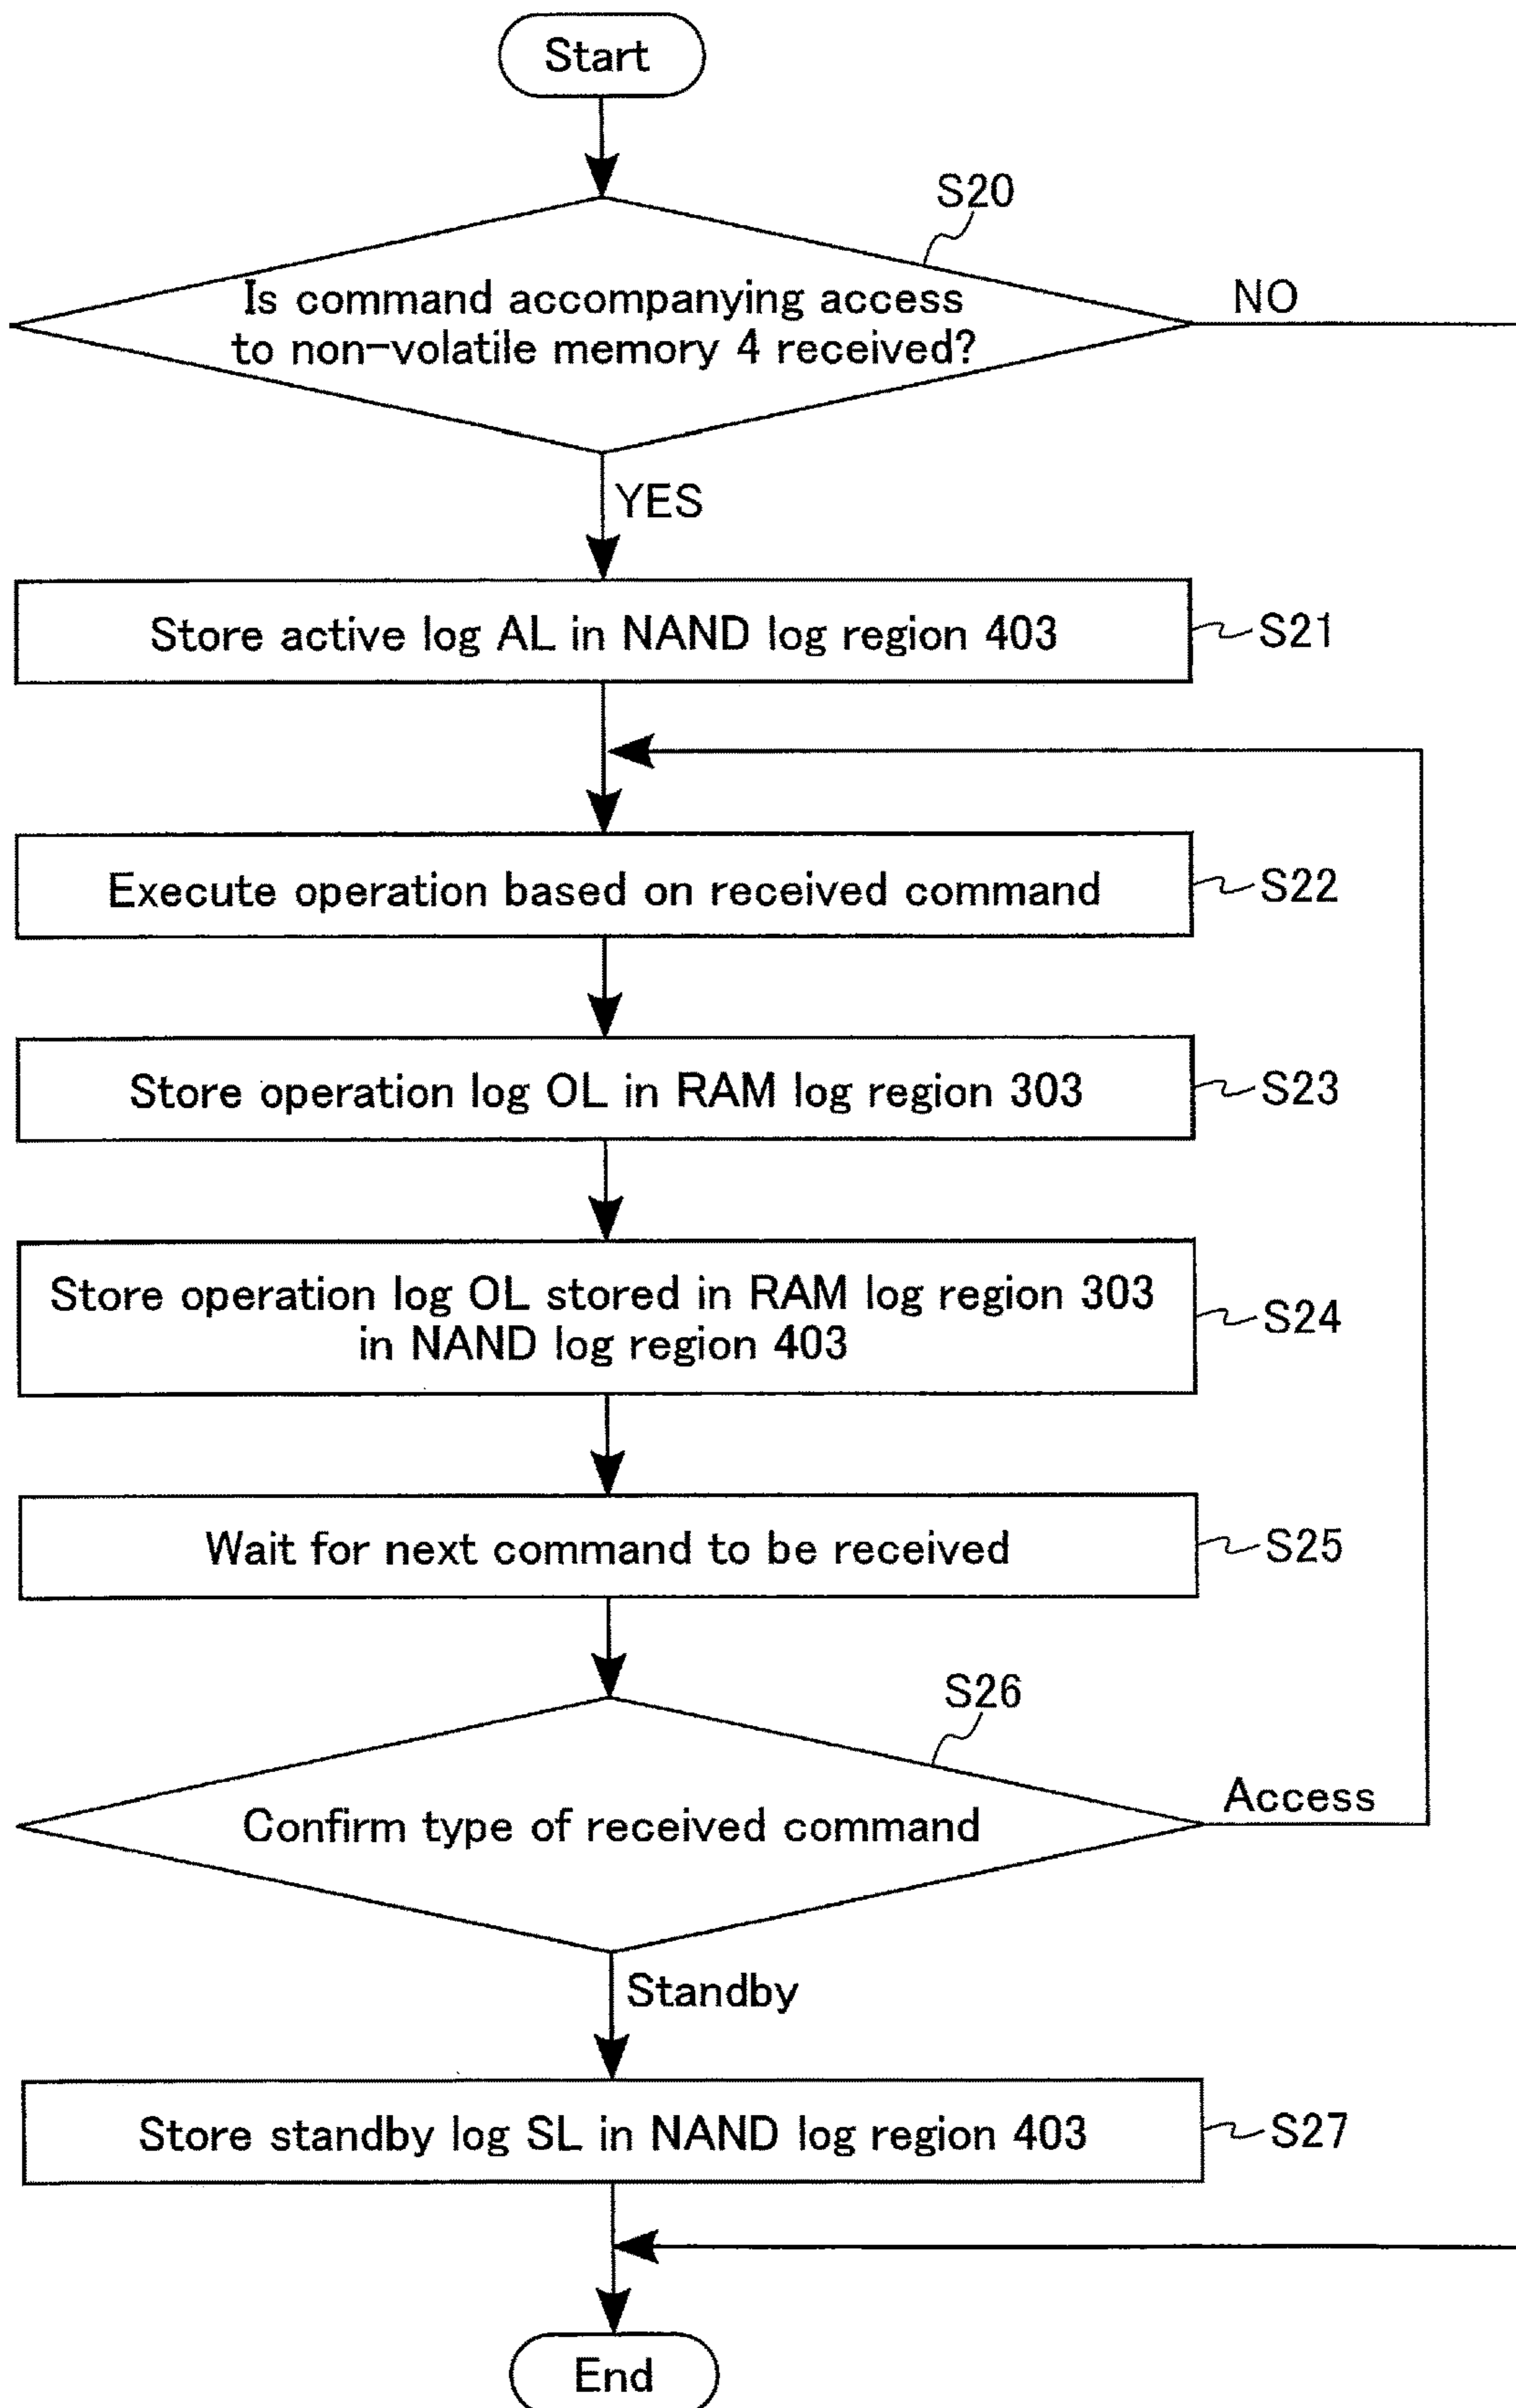 Start
S20
Is command accompanying access
to non-volatile memory 4 received?
NO
YES
Store active log AL in NAND log region 403
S21
Execute operation based on received command
S22
Store operation log OL in RAM log region 303
S23
Store operation log OL stored in RAM log region 303
in NAND log region 403
S24
Wait for next command to be received
S25
S26
Confirm type of received command
Access
Standby
Store standby log SL in NAND log region 403
S27
End